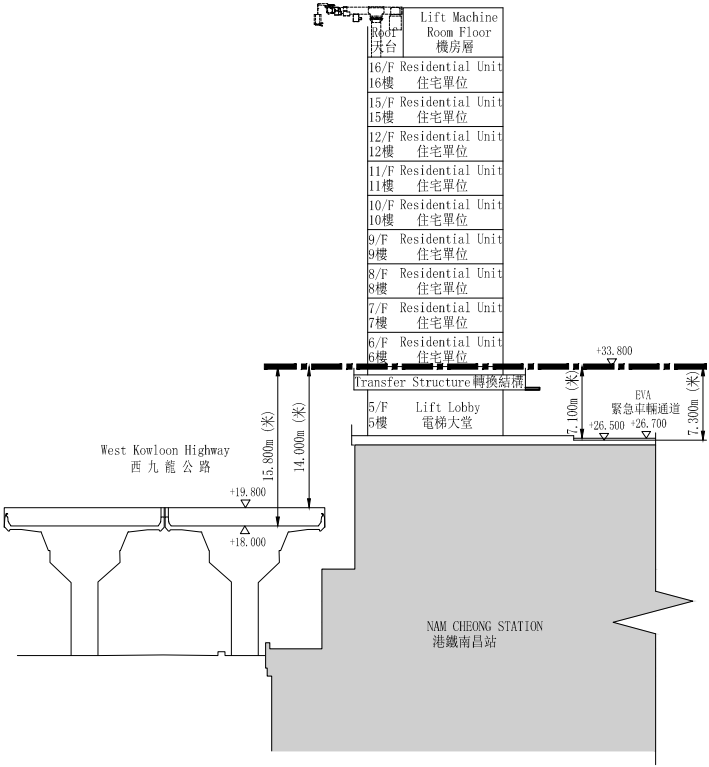 Lift Machine
Roof Room Floor
天台 機房層
16/F Residential Unit
16樓 住宅單位
15/F Residential Unit
15樓 住宅單位
12/F Residential Unit
12樓 住宅單位
11/F Residential Unit
11樓 住宅單位
10/F Residential Unit
10樓 住宅單位
9/F Residential Unit
9樓 住宅單位
8/F Residential Unit
8樓 住宅單位
7/F Residential Unit
7樓 住宅單位
6/F Residential Unit
6樓 住宅單位
+33.800
Transfer Structure 轉換結構
5/F Lift Lobby
5樓 電梯大堂
7.100m (米)
EVA
緊急車輛通道
+26.500
+26.700
7.300m (米)
15.800m (米)
14.000m (米)
West Kowloon Highway
西九龍公路
+19.800
+18.000
NAM CHEONG STATION
港鐵南昌站